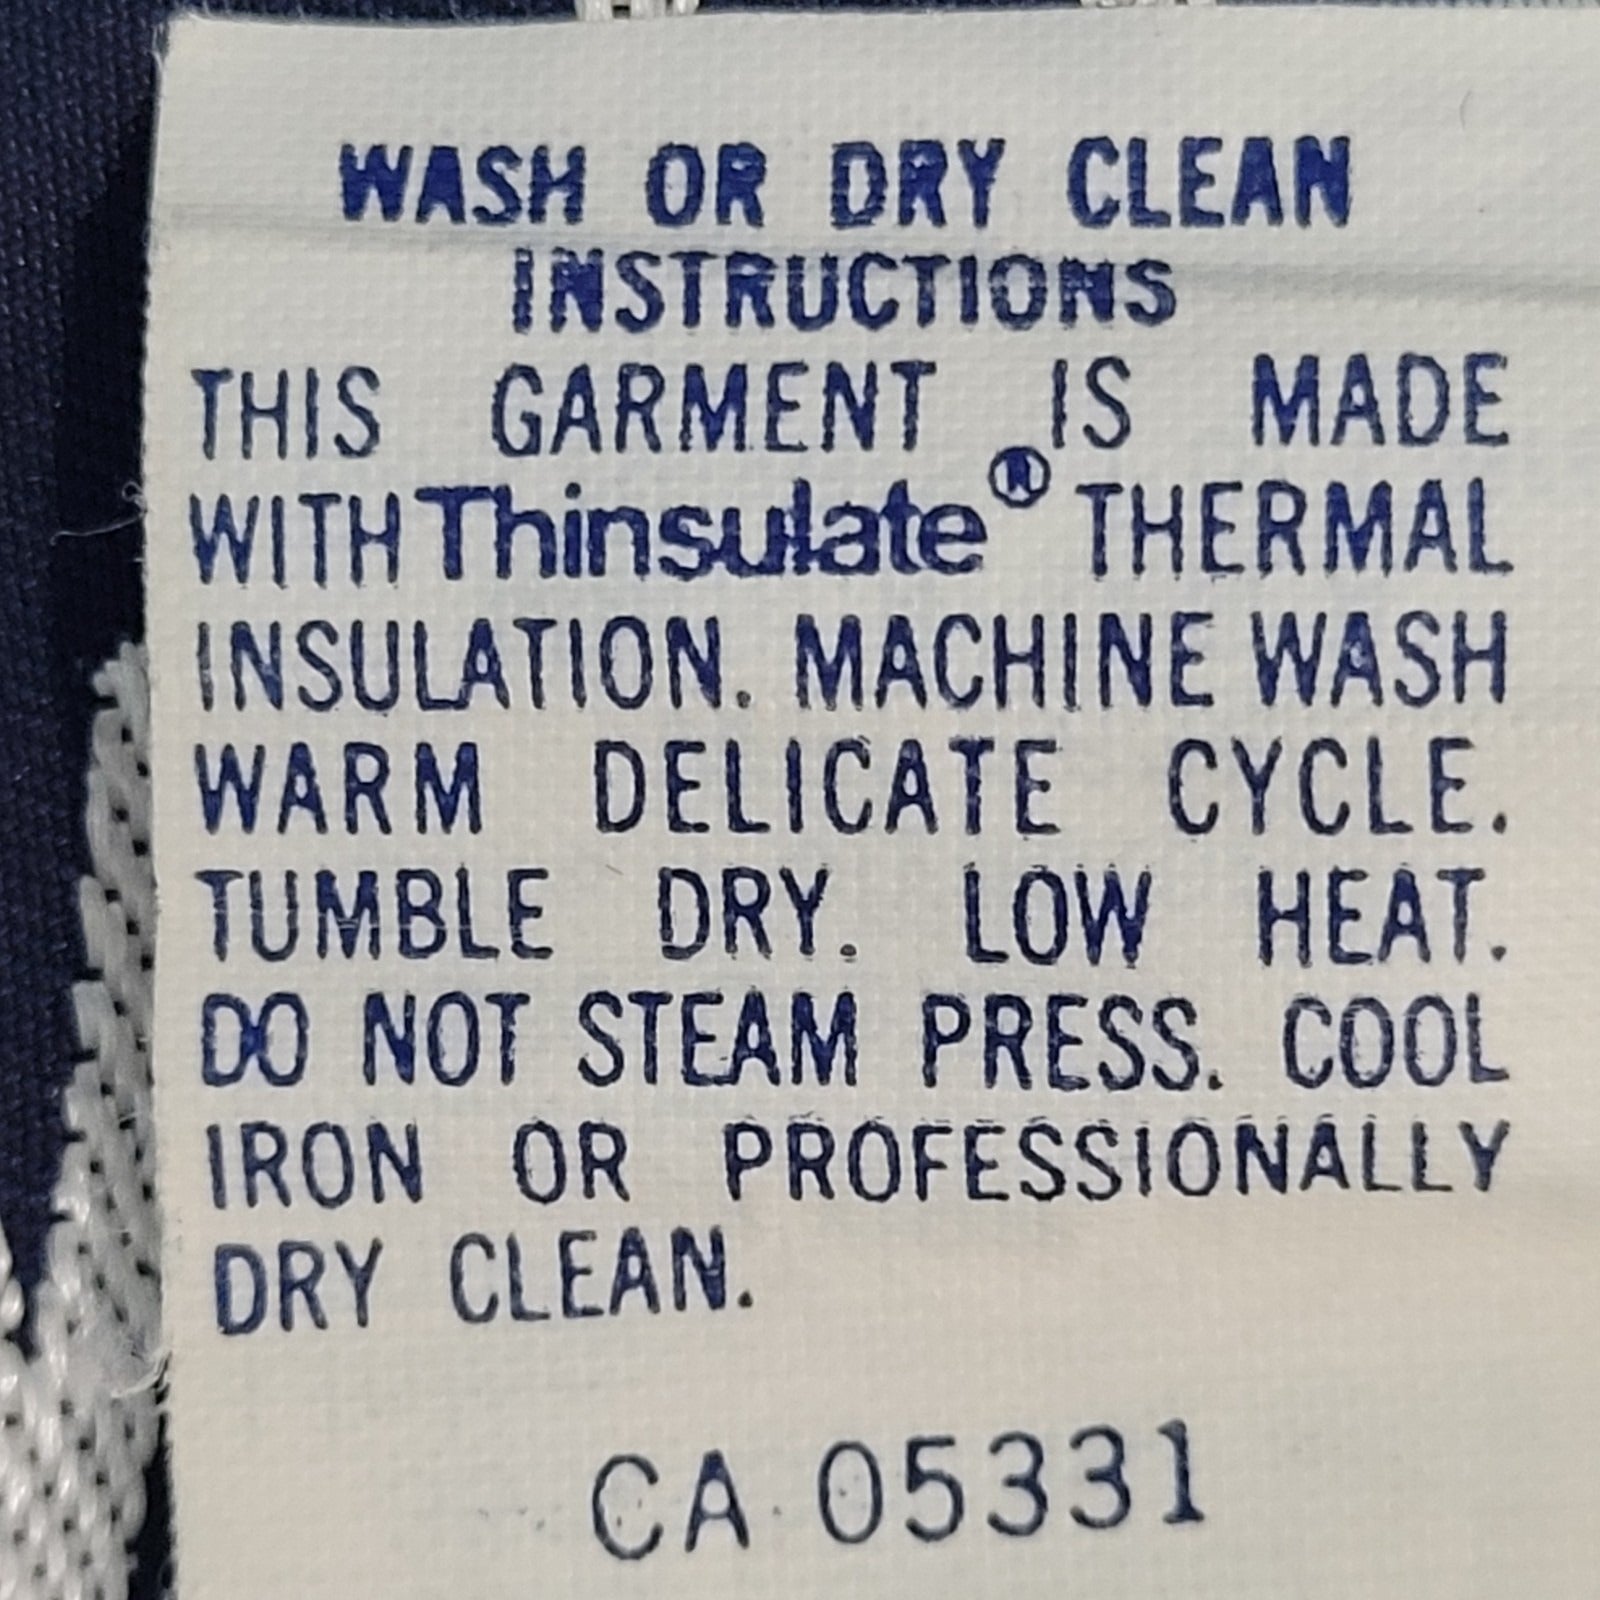 WASH OR DRY CLEAN
INSTRUCTIONS
THIS GARMENT IS MADE
WITH Thinsulate® THERMAL
INSULATION. MACHINE WASH
WARM DELICATE CYCLE.
TUMBLE DRY. LOW HEAT.
DO NOT STEAM PRESS. COOL
IRON OR PROFESSIONALLY
DRY CLEAN.
CA 05331